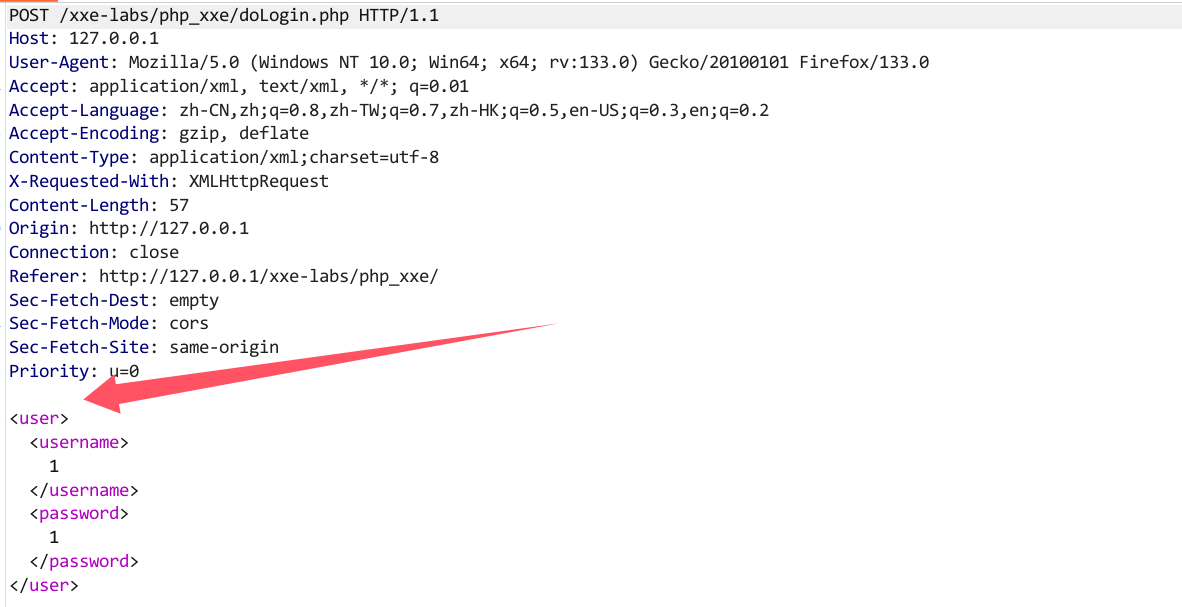 POST /xxe-labs/php_xxe/doLogin.php HTTP/1.1
Host: 127.0.0.1
User-Agent: Mozilla/5.0 (Windows NT 10.0; Win64; x64; rv:133.0) Gecko/20100101 Firefox/133.0
Accept: application/xml, text/xml, */*; q=0.01
Accept-Language: zh-CN,zh;q=0.8,zh-TW;q=0.7,zh-HK;q=0.5,en-US;q=0.3,en;q=0.2
Accept-Encoding: gzip, deflate
Content-Type: application/xml;charset=utf-8
X-Requested-With: XMLHttpRequest
Content-Length: 57
Origin: http://127.0.0.1
Connection: close
Referer: http://127.0.0.1/xxe-labs/php_xxe/
Sec-Fetch-Dest: empty
Sec-Fetch-Mode: cors
Sec-Fetch-Site: same-origin
Priority: u=0
<user>
<username>
1
</username>
<password>
1
</password>
</user>